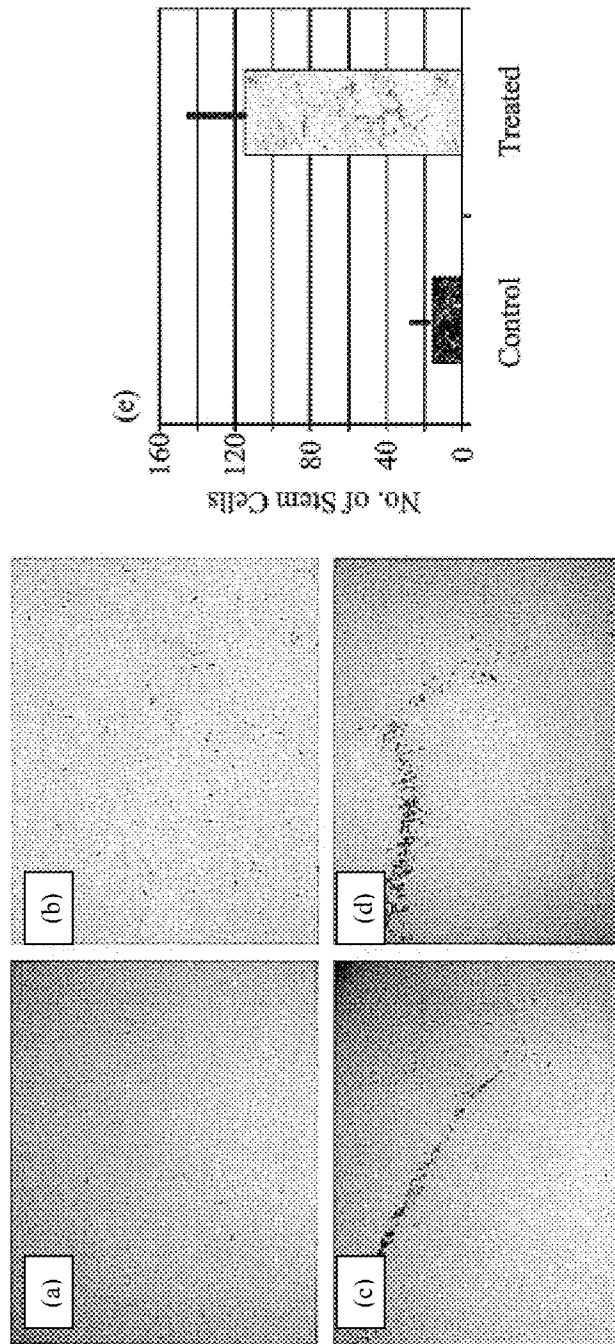 (a)
(b)
(c)
(d)
(e)
No. of Stem Cells
160
120
80
40
0
Control
Treated